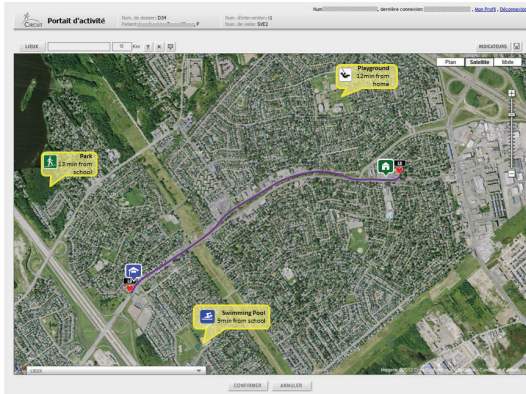 Num
, dernière connexion:
, Mon Profil , Déconnexion
CIRCUIT
Portait d'activité
Num. de dossier: D34
Num. d'intervention: I1
Num. de visite: SVE2
LIEUX
Km
INDICATEURS
Plan
Satellite
Mixte
Playground
12min from
home
Park
13 min from
school
Swimming Pool
9min from school
LIEUX
CONFIRMER
ANNULER